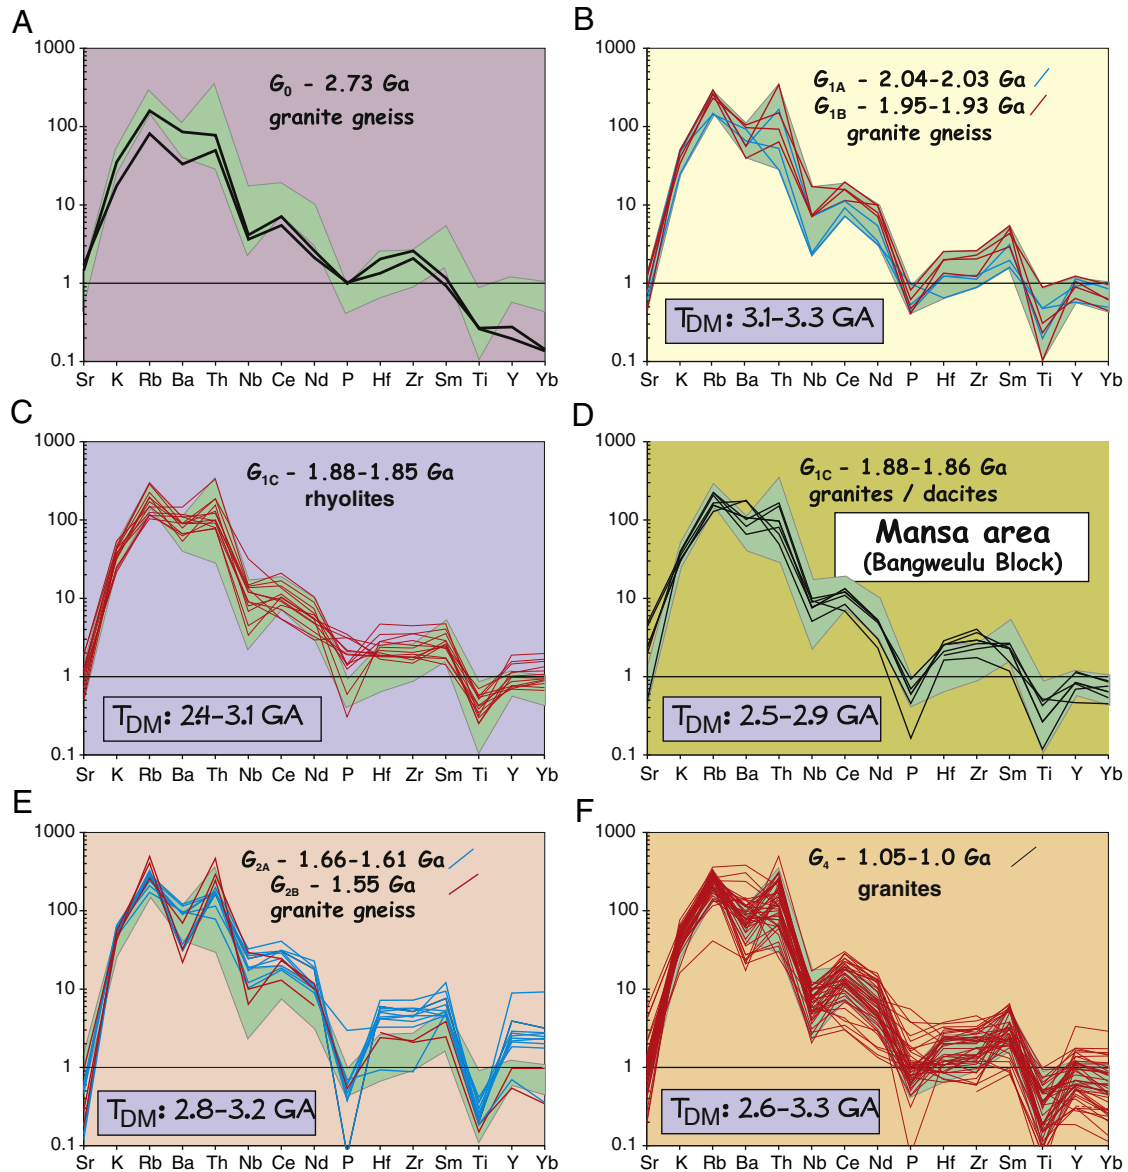 A
1000
100
10
1
0.1
G0 - 2.73 Ga
granite gneiss
Sr K Rb Ba Th Nb Ce Nd P Hf Zr Sm Ti Y Yb
B
1000
100
10
1
0.1
G1A - 2.04-2.03 Ga
G1B - 1.95-1.93 Ga
granite gneiss
TDM: 3.1-3.3 GA
Sr K Rb Ba Th Nb Ce Nd P Hf Zr Sm Ti Y Yb
C
1000
100
10
1
0.1
G1C - 1.88-1.85 Ga
rhyolites
TDM: 24-3.1 GA
Sr K Rb Ba Th Nb Ce Nd P Hf Zr Sm Ti Y Yb
D
1000
100
10
1
0.1
G1C - 1.88-1.86 Ga
granites / dacites
Mansa area
(Bangweulu Block)
TDM: 2.5-2.9 GA
Sr K Rb Ba Th Nb Ce Nd P Hf Zr Sm Ti Y Yb
E
1000
100
10
1
0.1
G2A - 1.66-1.61 Ga
G2B - 1.55 Ga
granite gneiss
TDM: 2.8-3.2 GA
Sr K Rb Ba Th Nb Ce Nd P Hf Zr Sm Ti Y Yb
F
1000
100
10
1
0.1
G4 - 1.05-1.0 Ga
granites
TDM: 2.6-3.3 GA
Sr K Rb Ba Th Nb Ce Nd P Hf Zr Sm Ti Y Yb